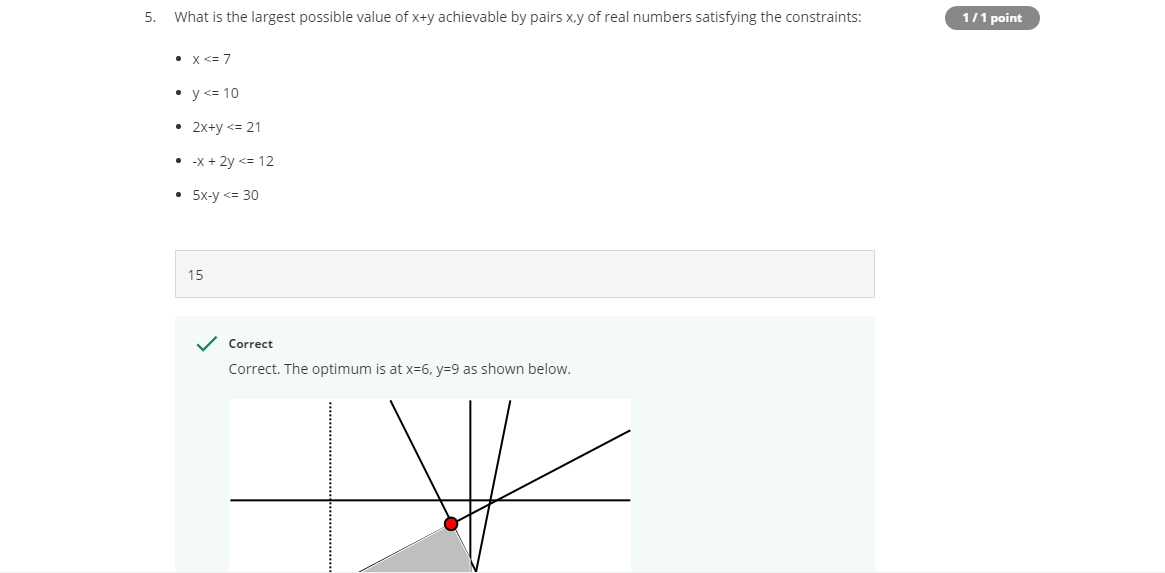 5. What is the largest possible value of x+y achievable by pairs x,y of real numbers satisfying the constraints:
1 / 1 point
• x <= 7
• y <= 10
• 2x+y <= 21
• -x + 2y <= 12
• 5x-y <= 30
15
Correct
Correct. The optimum is at x=6, y=9 as shown below.